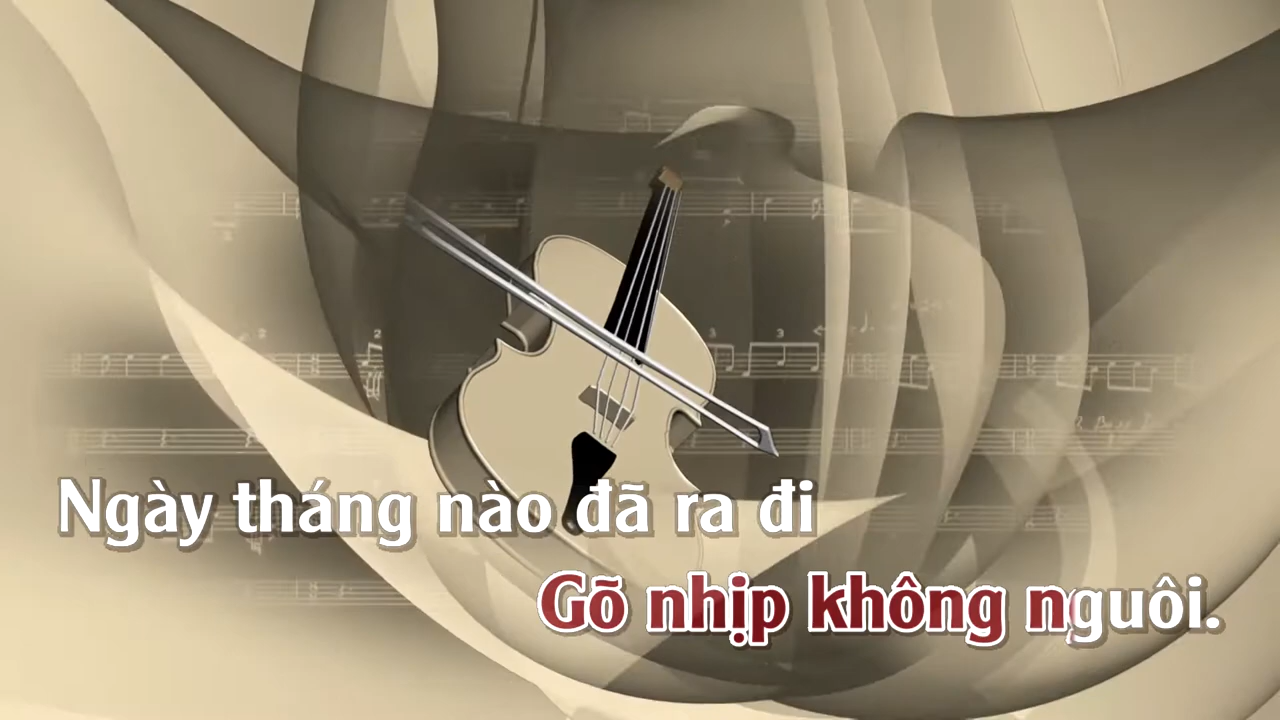 Ngày tháng nào đã ra đi
Gõ nhịp không nguôi.